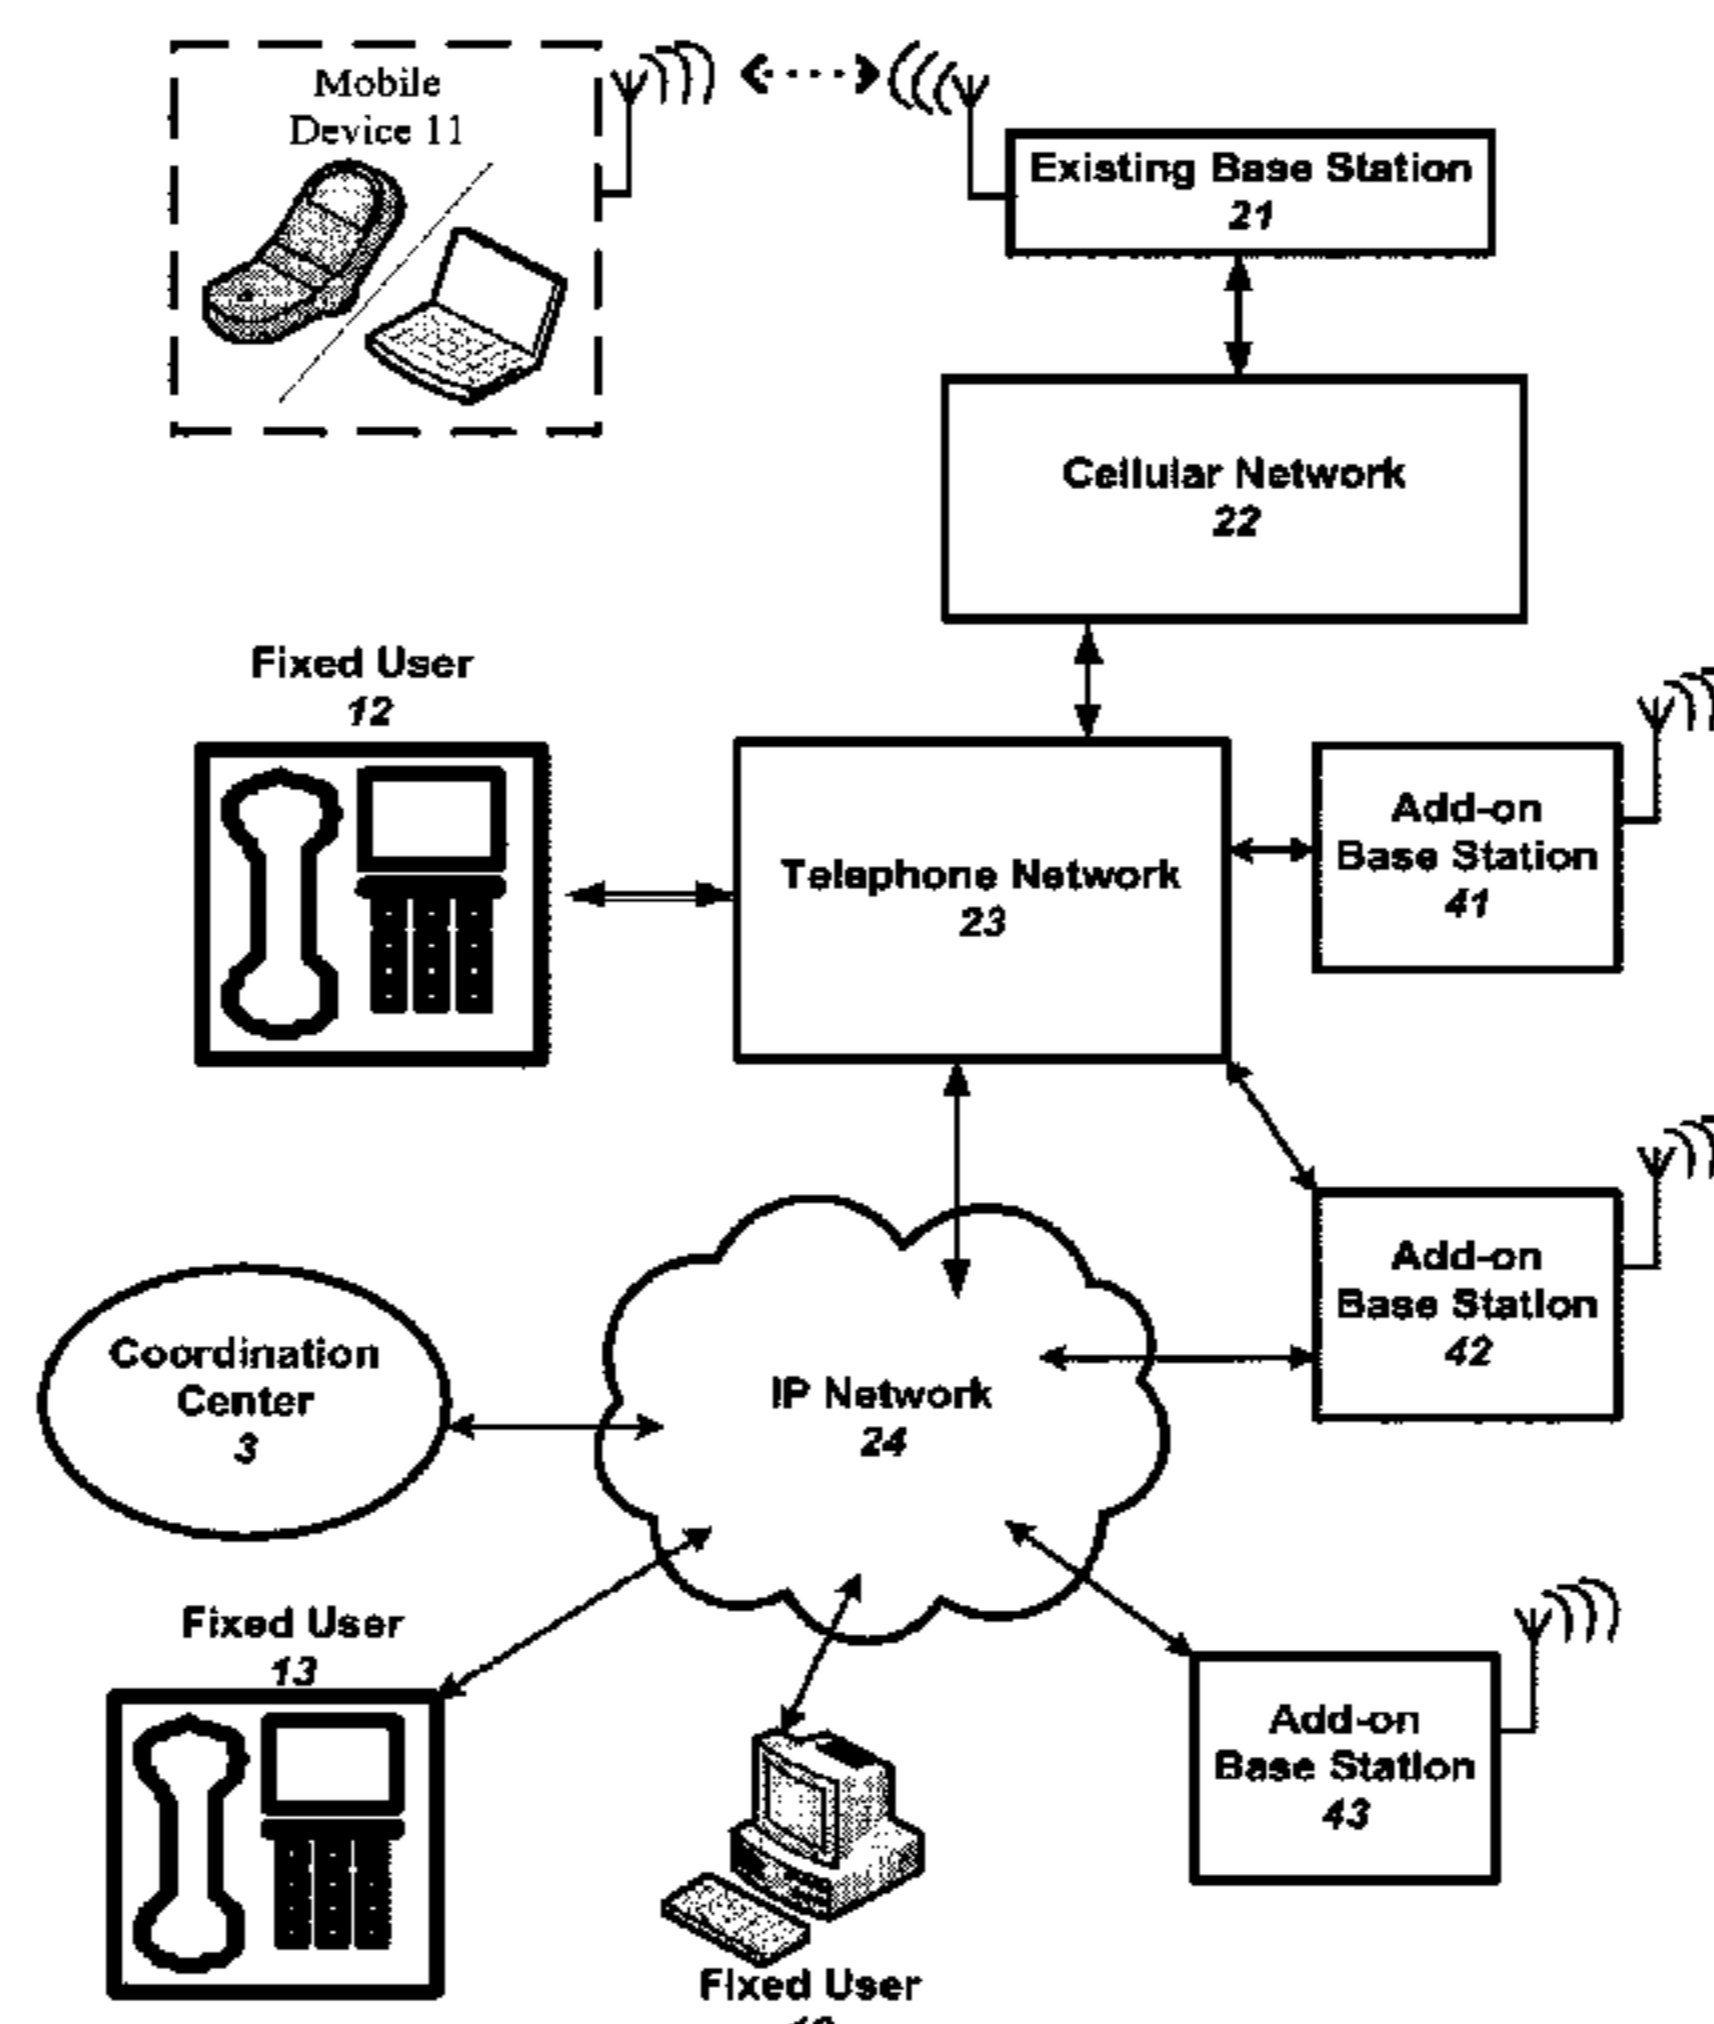 Mobile
Device 11
Existing Base Station
21
Cellular Network
22
Fixed User
12
Telephone Network
23
Add-on
Base Station
41
Add-on
Base Station
42
Coordination
Center
3
IP Network
24
Fixed User
13
Add-on
Base Station
43
Fixed User